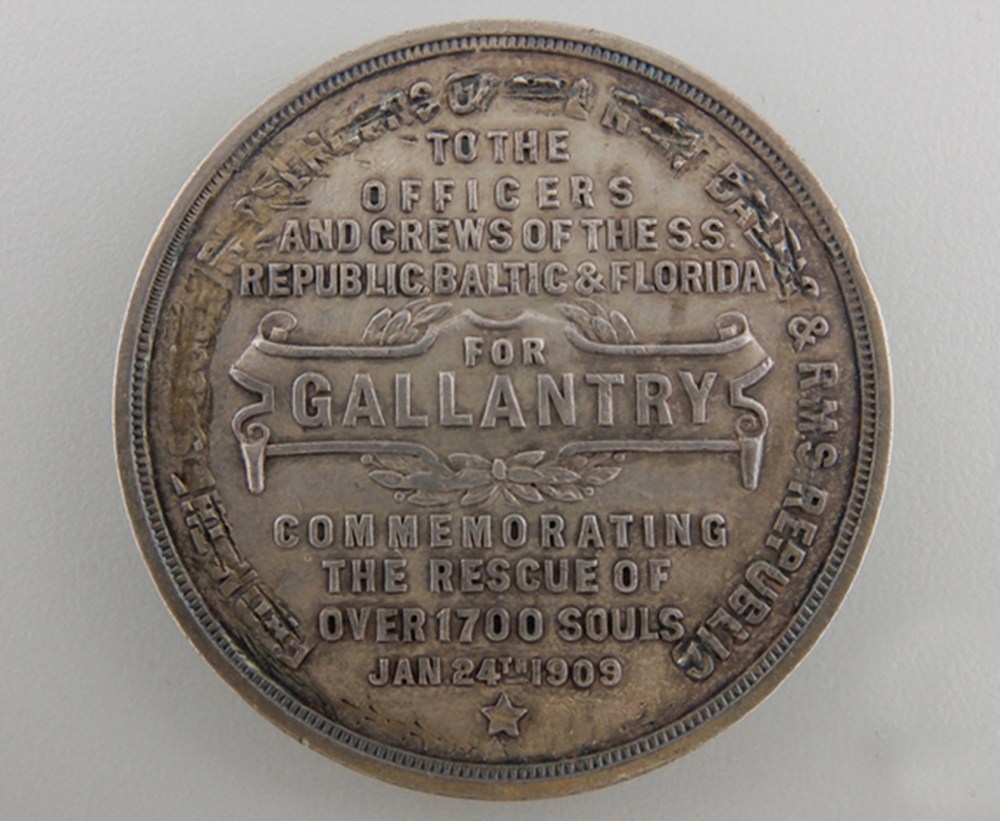 & R.M.S. REPUBLIC
TO THE
OFFICERS
AND CREWS OF THE S.S.
REPUBLIC, BALTIC & FLORIDA
FOR
GALLANTRY
COMMEMORATING
THE RESCUE OF
OVER 1700 SOULS
JAN. 24TH 1909